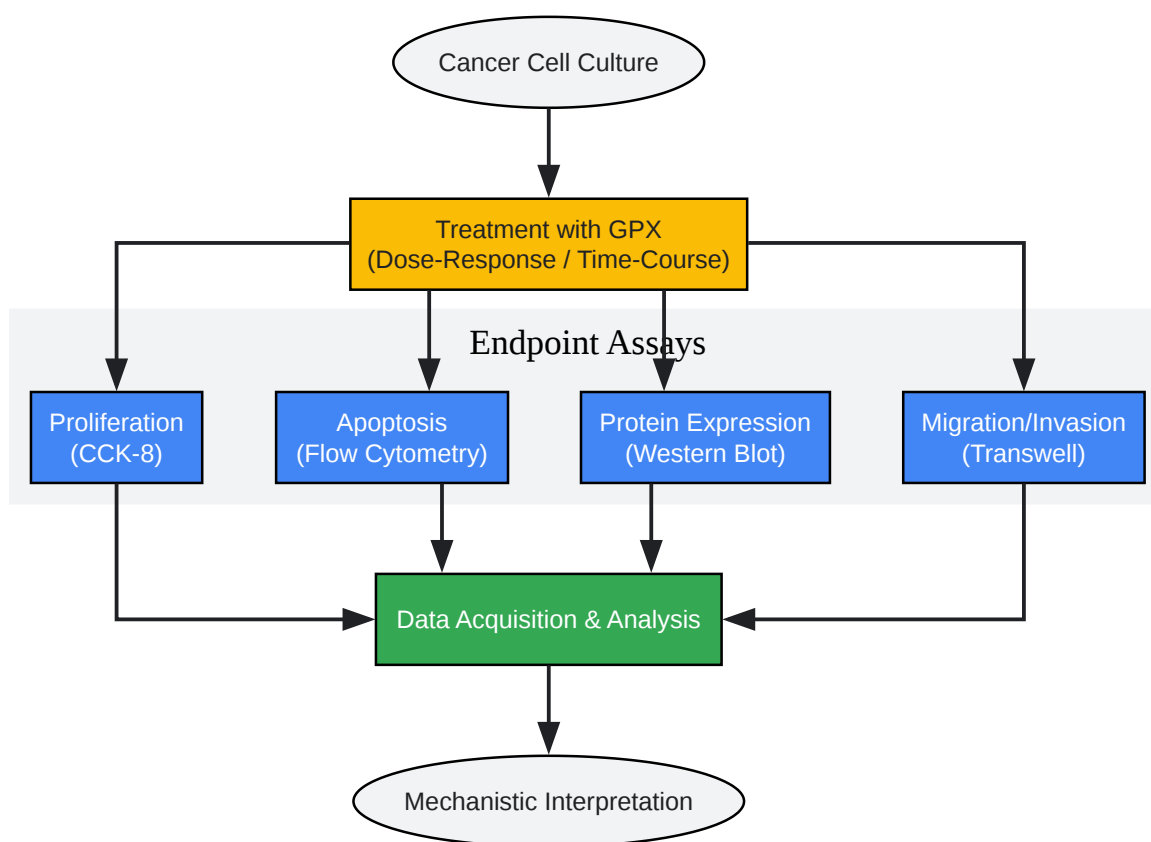 Cancer Cell Culture
Treatment with GPX
(Dose-Response / Time-Course)
Endpoint Assays
Proliferation
(CCK-8)
Apoptosis
(Flow Cytometry)
Protein Expression
(Western Blot)
Migration/Invasion
(Transwell)
Data Acquisition & Analysis
Mechanistic Interpretation